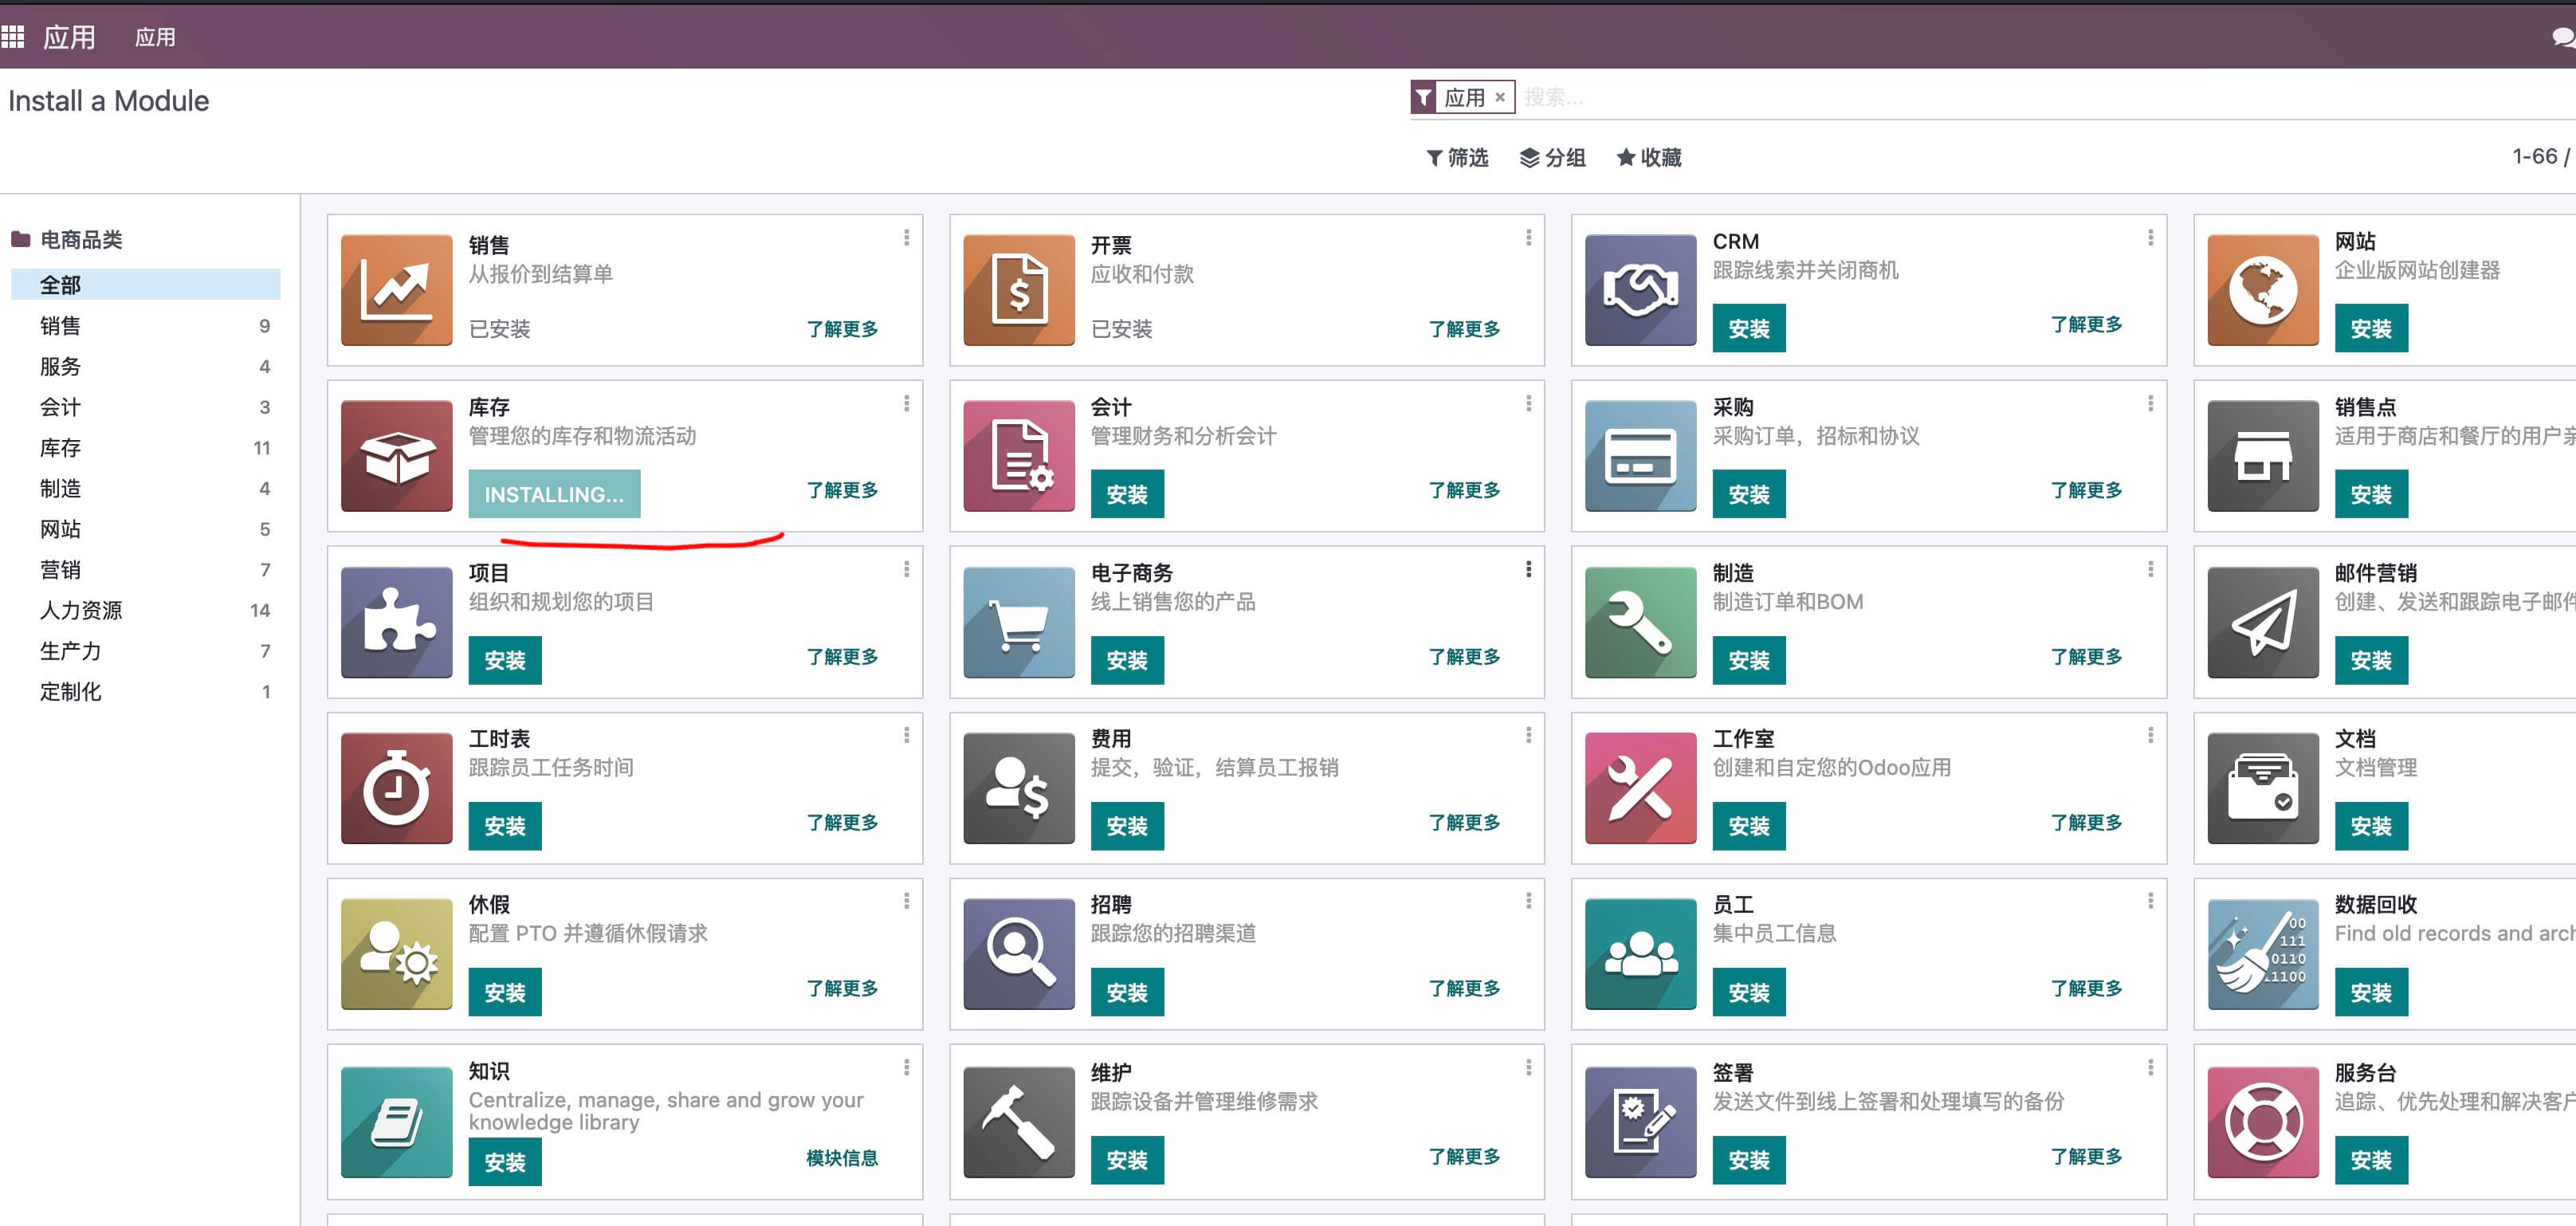 应用 应用
Install a Module
应用 × 搜索...
筛选 分组 收藏
1-66 /
电商品类
全部
销售 9
服务 4
会计 3
库存 11
制造 4
网站 5
营销 7
人力资源 14
生产力 7
定制化 1
销售
从报价到结算单
已安装 了解更多
开票
应收和付款
已安装 了解更多
CRM
跟踪线索并关闭商机
安装 了解更多
网站
企业版网站创建器
安装
库存
管理您的库存和物流活动
INSTALLING... 了解更多
会计
管理财务和分析会计
安装 了解更多
采购
采购订单，招标和协议
安装 了解更多
销售点
适用于商店和餐厅的用户亲
安装
项目
组织和规划您的项目
安装 了解更多
电子商务
线上销售您的产品
安装 了解更多
制造
制造订单和BOM
安装 了解更多
邮件营销
创建、发送和跟踪电子邮件
安装
工时表
跟踪员工任务时间
安装 了解更多
费用
提交，验证，结算员工报销
安装 了解更多
工作室
创建和自定您的Odoo应用
安装 了解更多
文档
文档管理
安装
休假
配置 PTO 并遵循休假请求
安装 了解更多
招聘
跟踪您的招聘渠道
安装 了解更多
员工
集中员工信息
安装 了解更多
00
111
0110
11100
数据回收
Find old records and arch
安装
知识
Centralize, manage, share and grow your
knowledge library
安装 模块信息
维护
跟踪设备并管理维修需求
安装 了解更多
签署
发送文件到线上签署和处理填写的备份
安装 了解更多
服务台
追踪、优先处理和解决客户
安装